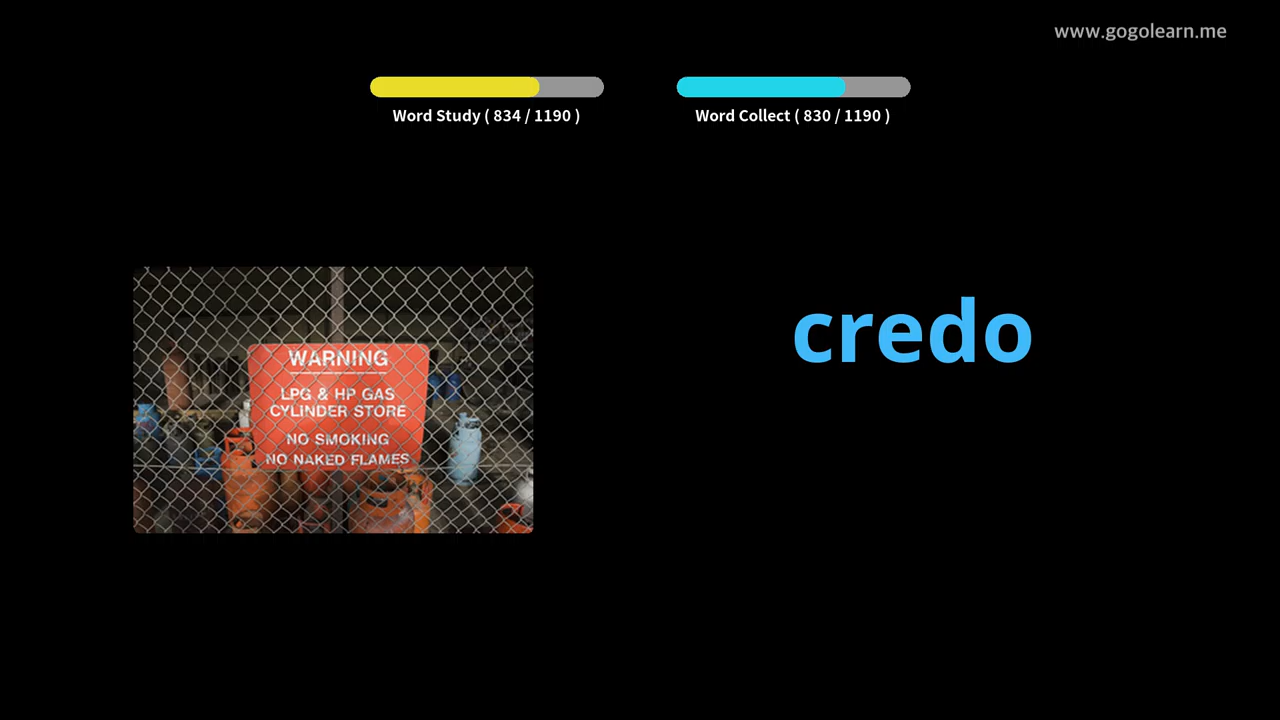 www.gogolearn.me
Word Study ( 834 / 1190 )
Word Collect ( 830 / 1190 )
credo
WARNING
LPG & HP GAS
CYLINDER STORE
NO SMOKING
NO NAKED FLAMES